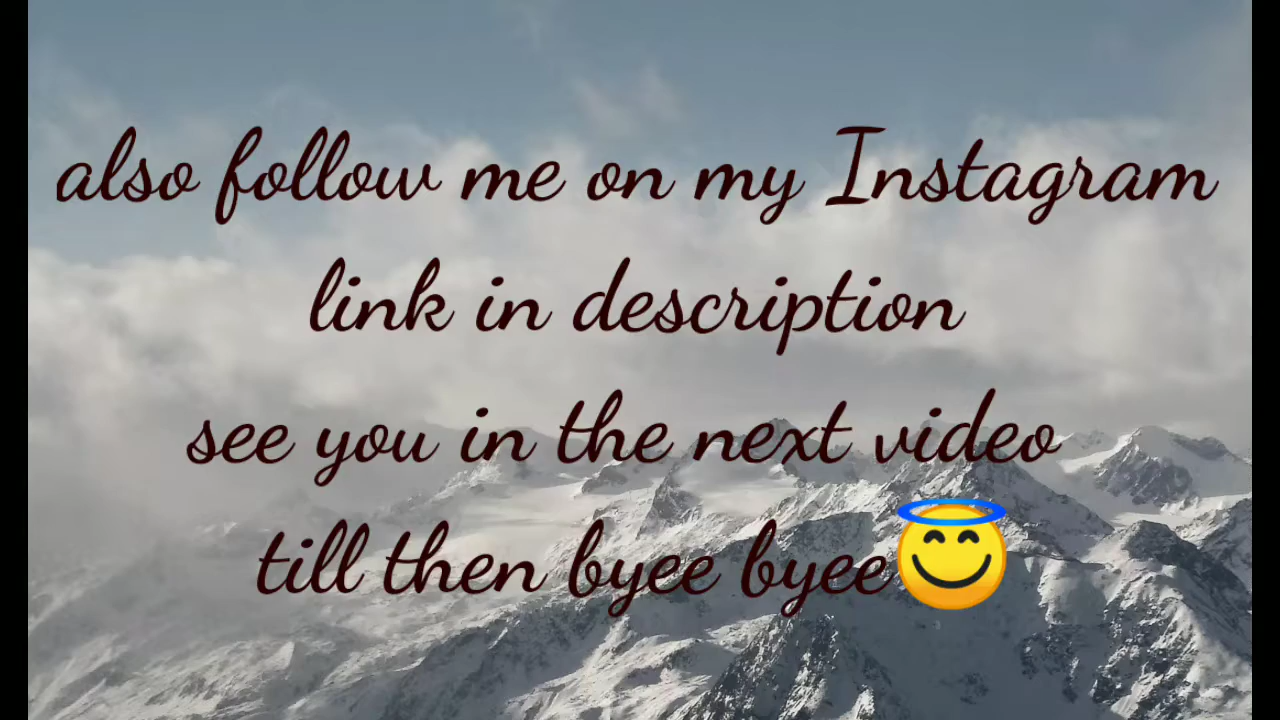 also follow me on my Instagram
link in description
see you in the next video
till then byee byee😇